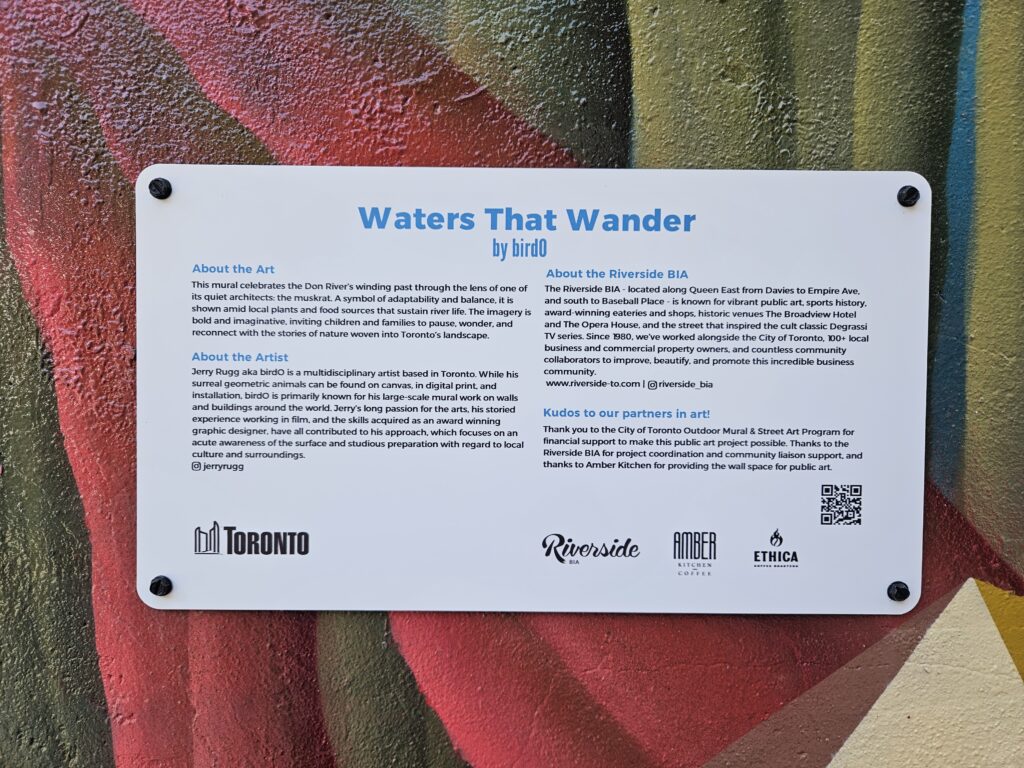 Waters That Wander
by birdO
About the Art
This mural celebrates the Don River's winding past through the lens of one of
its quiet architects: the muskrat. A symbol of adaptability and balance, it is
shown amid local plants and food sources that sustain river life. The imagery is
bold and imaginative, inviting children and families to pause, wonder, and
reconnect with the stories of nature woven into Toronto's landscape.
About the Artist
Jerry Rugg aka birdO is a multidisciplinary artist based in Toronto. While his
surreal geometric animals can be found on canvas, in digital print, and
installation, birdO is primarily known for his large-scale mural work on walls
and buildings around the world. Jerry's long passion for the arts, his storied
experience working in film, and the skills acquired as an award winning
graphic designer, have all contributed to his approach, which focuses on an
acute awareness of the surface and studious preparation with regard to local
culture and surroundings.
jerryrugg
About the Riverside BIA
The Riverside BIA - located along Queen East from Davies to Empire Ave,
and south to Baseball Place - is known for vibrant public art, sports history,
award-winning eateries and shops, historic venues The Broadview Hotel
and The Opera House, and the street that inspired the cult classic Degrassi
TV series. Since 1980, we've worked alongside the City of Toronto, 100+ local
business and commercial property owners, and countless community
collaborators to improve, beautify, and promote this incredible business
community.
www.riverside-to.com | riverside_bia
Kudos to our partners in art!
Thank you to the City of Toronto Outdoor Mural & Street Art Program for
financial support to make this public art project possible. Thanks to the
Riverside BIA for project coordination and community liaison support, and
thanks to Amber Kitchen for providing the wall space for public art.
TORONTO
Riverside
BIA
AMBER
KITCHEN
COFFEE
ETHICA
COFFEE ROASTERS